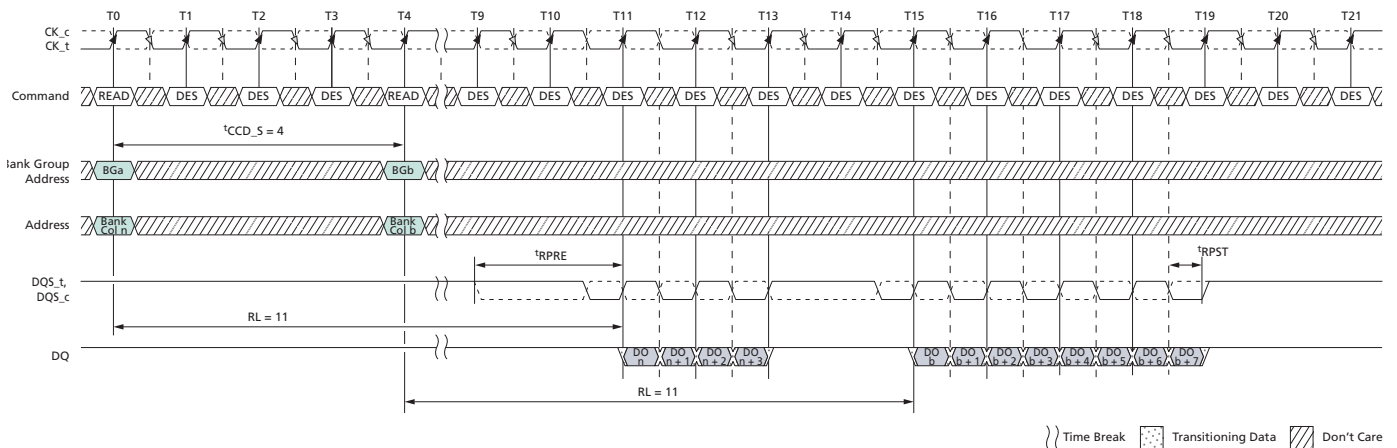 T0 T1 T2 T3 T4 T9 T10 T11 T12 T13 T14 T15 T16 T17 T18 T19 T20 T21
CK_c
CK_t
Command READ DES DES DES READ DES DES DES DES DES DES DES DES DES DES DES DES DES
tCCD_S = 4
Bank Group
Address
BGa BGb
Address
Bank
Col n
Bank
Col b
tRPRE
tRPST
DQS_t,
DQS_c
RL = 11
DQ
DO
n
DO
n + 1
DO
n + 2
DO
n + 3
DO
b
DO
b + 1
DO
b + 2
DO
b + 3
DO
b + 4
DO
b + 5
DO
b + 6
DO
b + 7
RL = 11
Time Break Transitioning Data Don't Care